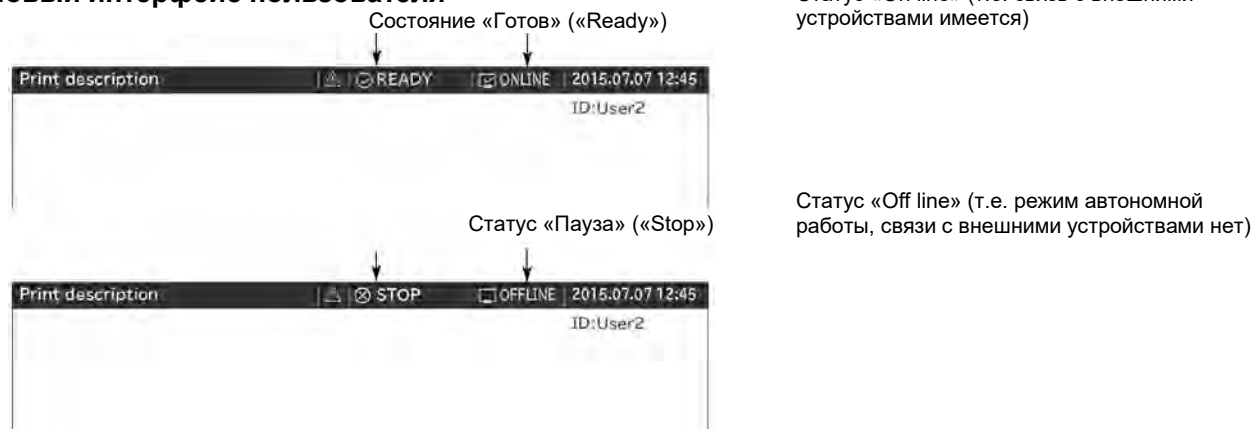 Состояние «Готов» («Ready»)
устройствами имеется)
Print description READY ONLINE 2015.07.07 12:45
ID:User2
Статус «Off line» (т.е. режим автономной
работы, связи с внешними устройствами нет)
Статус «Пауза» («Stop»)
Print description STOP OFFLINE 2015.07.07 12:45
ID:User2